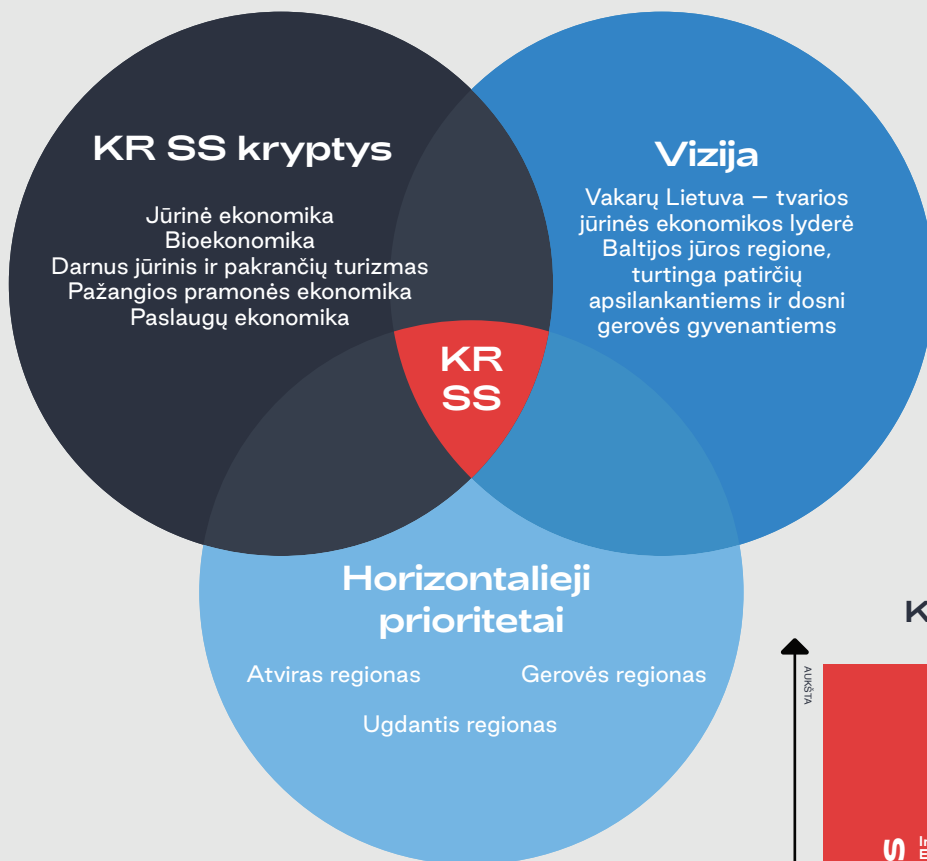 KR SS kryptys
Jūrinė ekonomika
Bioekonomika
Darnus jūrinis ir pakrančių turizmas
Pažangios pramonės ekonomika
Paslaugų ekonomika
Vizija
Vakarų Lietuva – tvarios
jūrinės ekonomikos lyderė
Baltijos jūros regione,
turtinga patirčių
apsilankantiems ir dosni
gerovės gyvenantiems
KR
SS
Horizontalieji
prioritetai
Atviras regionas
Gerovės regionas
Ugdantis regionas
K
AUKŠTA
S